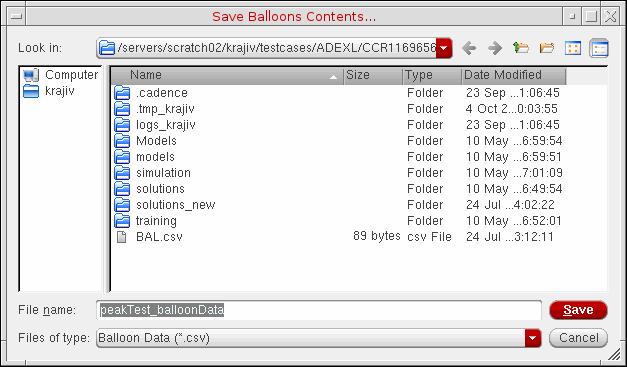 Save Balloons Contents...
Look in: /servers/scratch02/krajiv/testcases/ADEXL/CCR1169656
Computer
krajiv
Name Size Type Date Modified
.cadence Folder 23 Sep ...1:06:45
.tmp_krajiv Folder 4 Oct 2...0:03:55
logs_krajiv Folder 23 Sep ...1:06:45
Models Folder 10 May ...6:59:54
models Folder 10 May ...6:59:51
simulation Folder 10 May ...7:01:09
solutions Folder 10 May ...6:49:54
solutions_new Folder 24 Jul ...4:02:22
training Folder 10 May ...6:52:01
BAL.csv 89 bytes csv File 24 Jul ...3:12:11
File name: peakTest_balloonData Save
Files of type: Balloon Data (*.csv) Cancel